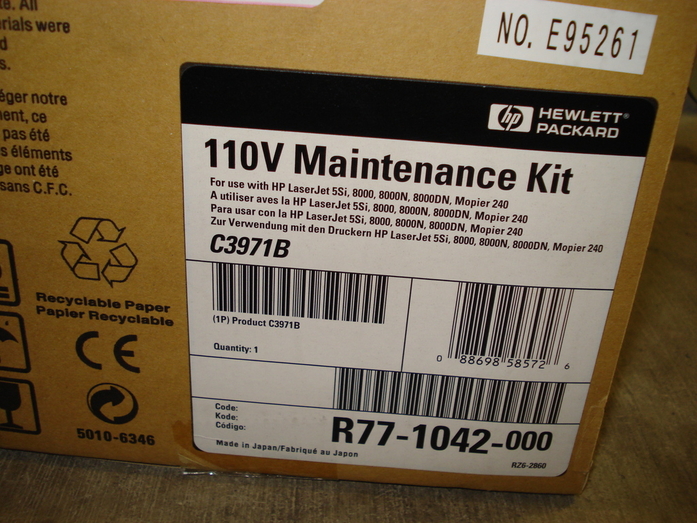 e. All
rials were
d
s.
éger notre
ment, ce
pas été
s éléments
ge ont été
sans C.F.C.
NO. E95261
hp HEWLETT®
PACKARD
110V Maintenance Kit
For use with HP LaserJet 5Si, 8000, 8000N, 8000DN, Mopier 240
A utiliser aves la HP LaserJet 5Si, 8000, 8000N, 8000DN, Mopier 240
Para usar con la HP LaserJet 5Si, 8000, 8000N, 8000DN, Mopier 240
Zur Verwendung mit den Druckern HP LaserJet 5Si, 8000, 8000N, 8000DN, Mopier 240
C3971B
(1P) Product C3971B
Quantity: 1
0 88698 58572 6
Recyclable Paper
Papier Recyclable
CE
5010-6346
Code:
Kode:
Código:
R77-1042-000
Made in Japan/Fabriqué au Japon
RZ6-2860